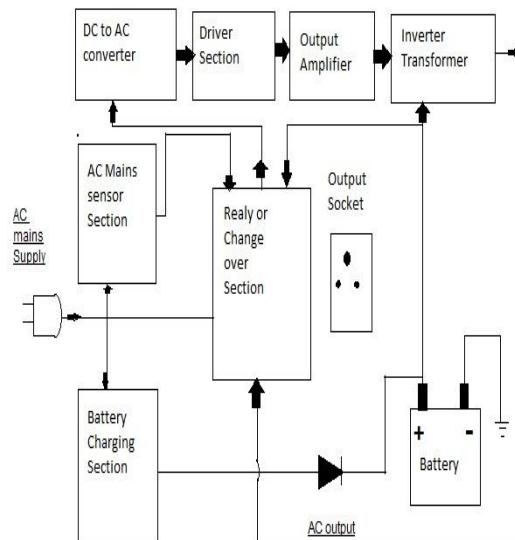 DC to AC
converter
Driver
Section
Output
Amplifier
Inverter
Transformer
AC Mains
sensor
Section
Realy or
Change
over
Section
Output
Socket
AC
mains
Supply
Battery
Charging
Section
+ -
Battery
AC output